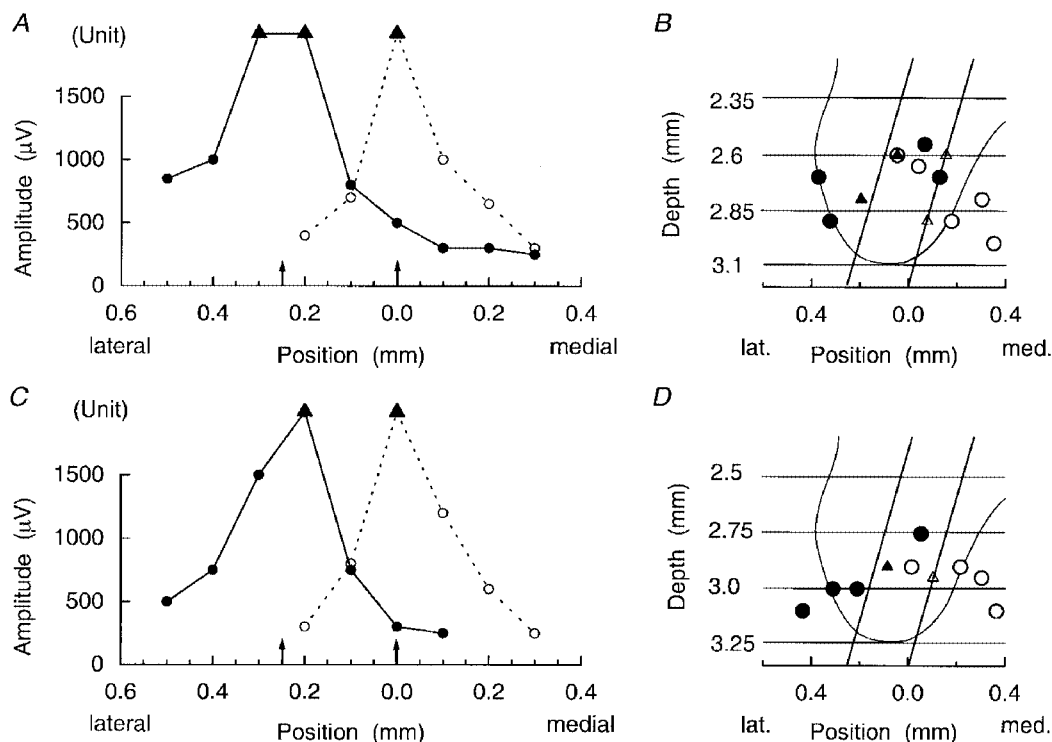 A
(Unit)
1500
1000
500
0
Amplitude (µV)
0.6 0.4 0.2 0.0 0.2 0.4
lateral Position (mm) medial
B
2.35
2.6
2.85
3.1
Depth (mm)
0.4 0.0 0.4
lat. Position (mm) med.
C
(Unit)
1500
1000
500
0
Amplitude (µV)
0.6 0.4 0.2 0.0 0.2 0.4
lateral Position (mm) medial
D
2.5
2.75
3.0
3.25
Depth (mm)
0.4 0.0 0.4
lat. Position (mm) med.